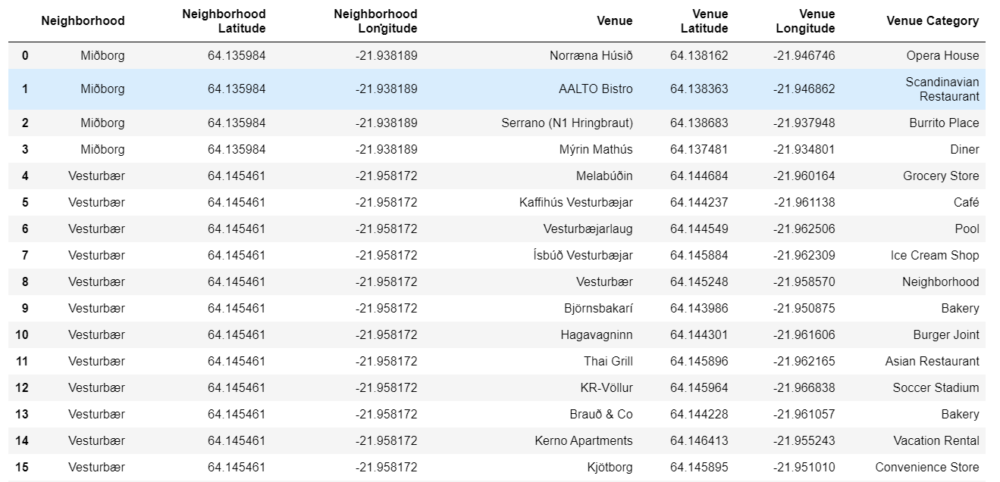 Neighborhood Neighborhood Latitude Neighborhood Longitude Venue Venue Latitude Venue Longitude Venue Category
0 Miðborg 64.135984 -21.938189 Norræna Húsið 64.138162 -21.946746 Opera House
1 Miðborg 64.135984 -21.938189 AALTO Bistro 64.138363 -21.946862 Scandinavian Restaurant
2 Miðborg 64.135984 -21.938189 Serrano (N1 Hringbraut) 64.138683 -21.937948 Burrito Place
3 Miðborg 64.135984 -21.938189 Mýrin Mathús 64.137481 -21.934801 Diner
4 Vesturbær 64.145461 -21.958172 Melabúðin 64.144684 -21.960164 Grocery Store
5 Vesturbær 64.145461 -21.958172 Kaffihús Vesturbæjar 64.144237 -21.961138 Café
6 Vesturbær 64.145461 -21.958172 Vesturbæjarlaug 64.144549 -21.962506 Pool
7 Vesturbær 64.145461 -21.958172 Ísbúð Vesturbæjar 64.145884 -21.962309 Ice Cream Shop
8 Vesturbær 64.145461 -21.958172 Vesturbær 64.145248 -21.958570 Neighborhood
9 Vesturbær 64.145461 -21.958172 Björnsbakarí 64.143986 -21.950875 Bakery
10 Vesturbær 64.145461 -21.958172 Hagavagninn 64.144301 -21.961606 Burger Joint
11 Vesturbær 64.145461 -21.958172 Thai Grill 64.145896 -21.962165 Asian Restaurant
12 Vesturbær 64.145461 -21.958172 KR-Völlur 64.145964 -21.966838 Soccer Stadium
13 Vesturbær 64.145461 -21.958172 Brauð & Co 64.144228 -21.961057 Bakery
14 Vesturbær 64.145461 -21.958172 Kerno Apartments 64.146413 -21.955243 Vacation Rental
15 Vesturbær 64.145461 -21.958172 Kjötborg 64.145895 -21.951010 Convenience Store